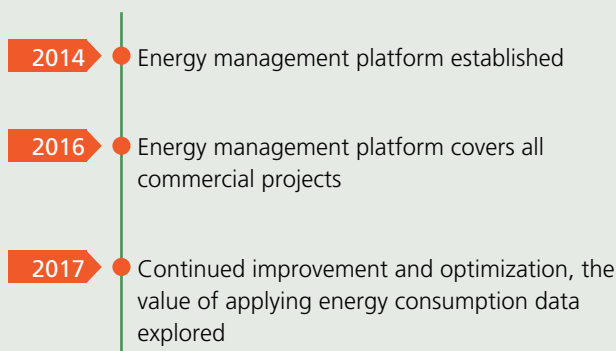 2014 Energy management platform established
2016 Energy management platform covers all
commercial projects
2017 Continued improvement and optimization, the
value of applying energy consumption data
explored